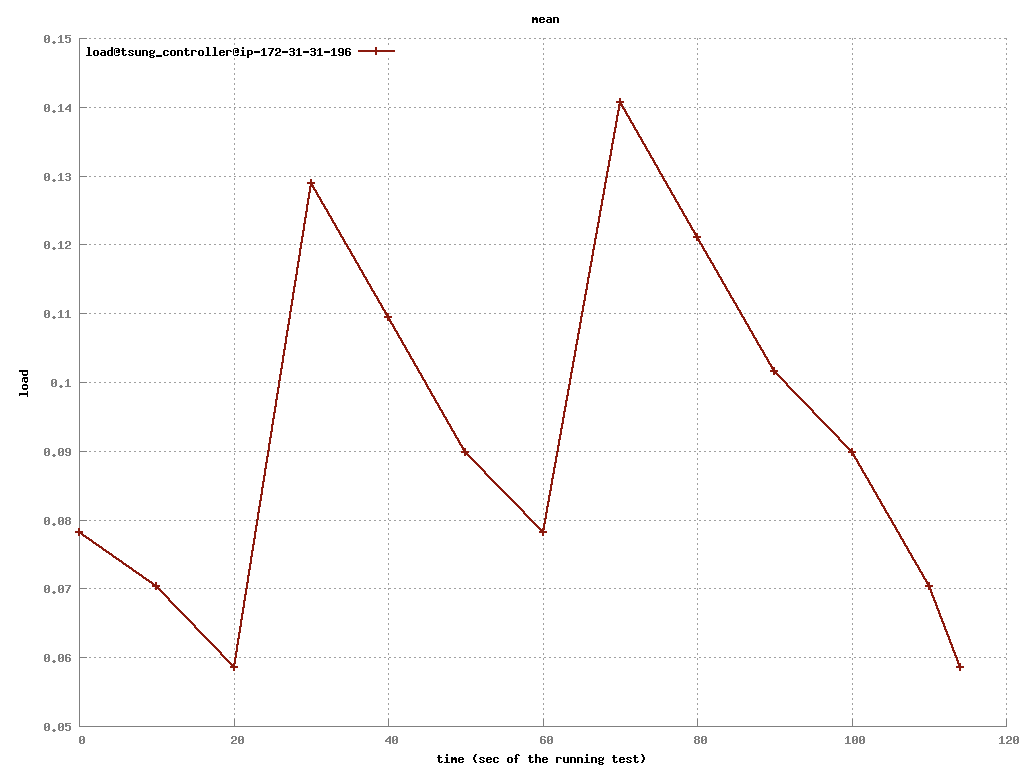 mean
load@tsung_controller@ip-172-31-31-196
0.15
0.14
0.13
0.12
0.11
0.1
0.09
0.08
0.07
0.06
0.05
load
0 20 40 60 80 100 120
time (sec of the running test)